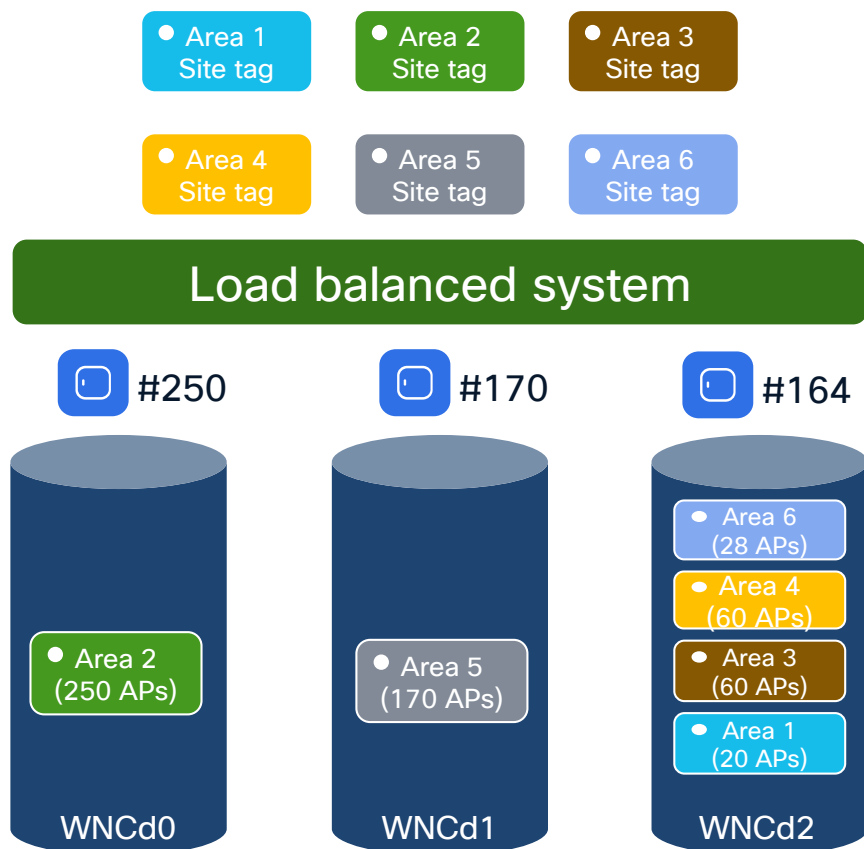 Area 1
Site tag
Area 2
Site tag
Area 3
Site tag
Area 4
Site tag
Area 5
Site tag
Area 6
Site tag
Load balanced system
#250
#170
#164
Area 2
(250 APs)
WNCd0
Area 5
(170 APs)
WNCd1
Area 6
(28 APs)
Area 4
(60 APs)
Area 3
(60 APs)
Area 1
(20 APs)
WNCd2